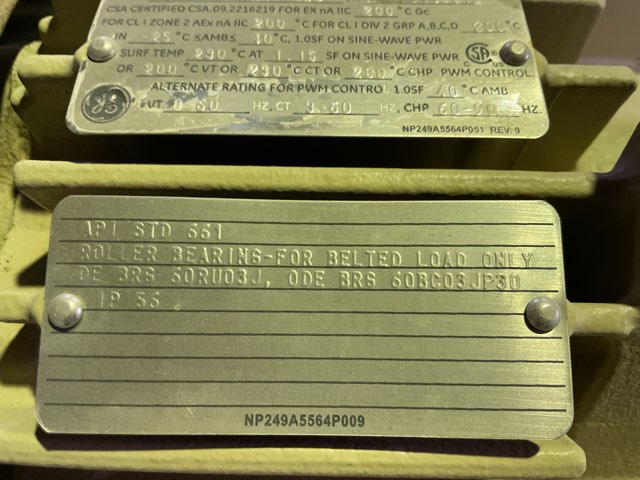 CSA CERTIFIED CSA.09.2216219 FOR EX nA IIC 200 °C Gc
FOR CL I ZONE 2 AEx nA IIC 200 °C FOR CL I DIV 2 GRP A,B,C,D 200 °C
IN -25 °C ≤AMB≤ 40 °C, 1.0SF ON SINE-WAVE PWR
SURF TEMP 230 °C AT 1.15 SF ON SINE-WAVE PWR
OR 200 °C VT OR 230 °C CT OR 200 °C CHP PWM CONTROL.
ALTERNATE RATING FOR PWM CONTROL 1.0SF 40 °C AMB
VT 0-60 HZ, CT 3-60 HZ, CHP 60-90 HZ.
NP249A5564P051 REV. 0
API STD 661
ROLLER BEARING-FOR BELTED LOAD ONLY
DE BRG 60RU03J, ODE BRG 60BC03JP30
IP 56
NP249A5564P009